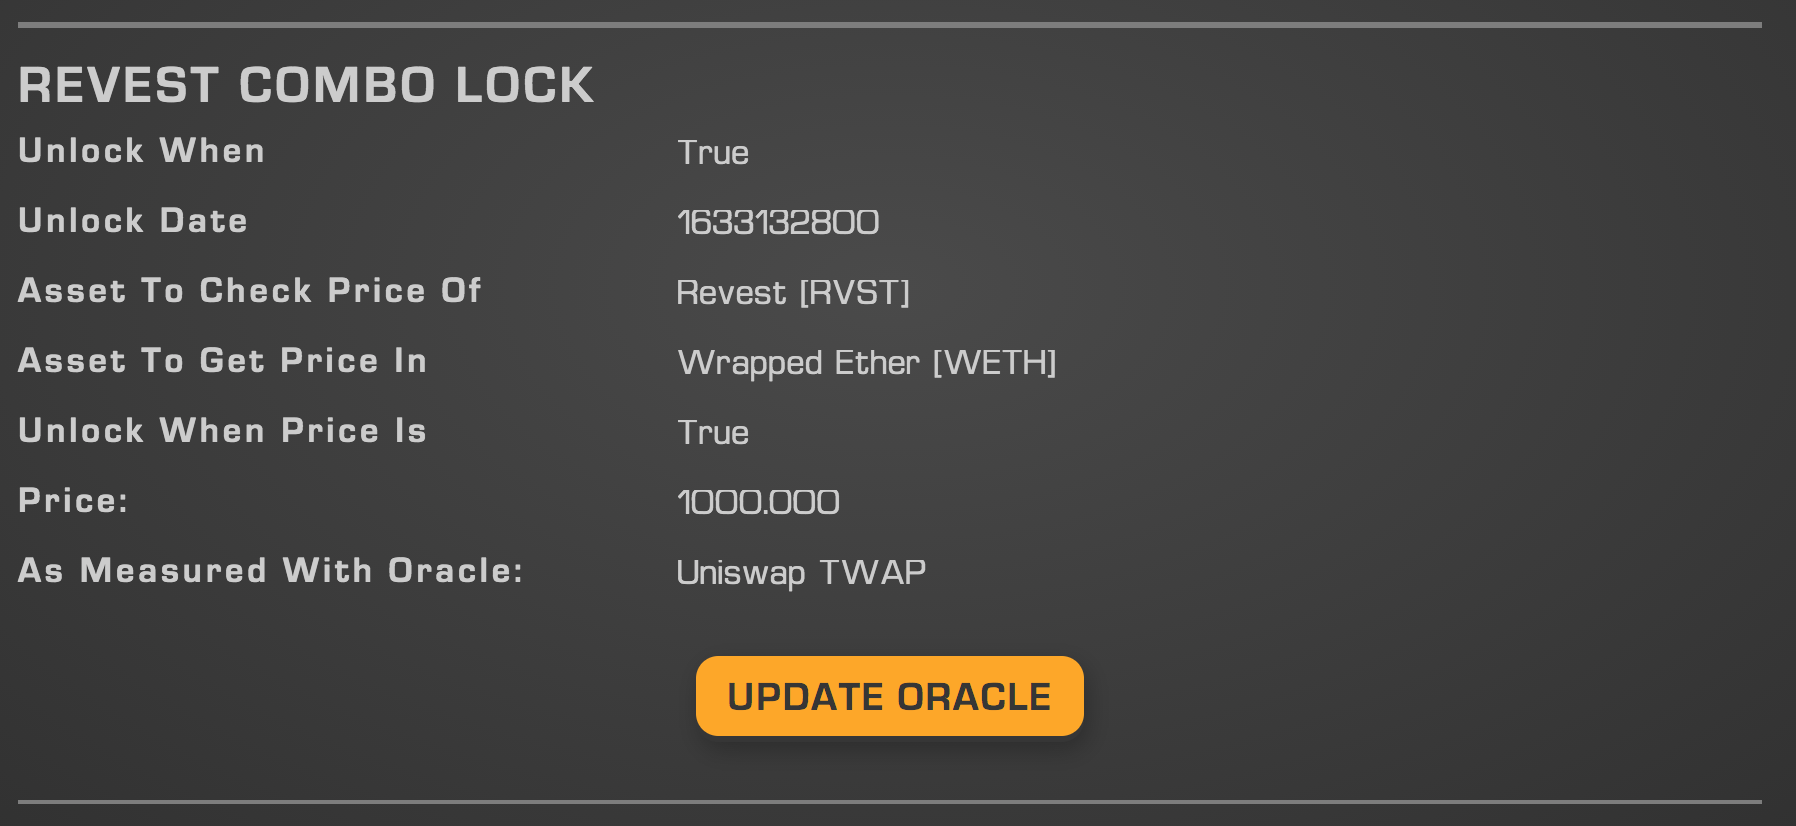 REVEST COMBO LOCK
Unlock When True
Unlock Date 1633132800
Asset To Check Price Of Revest [RVST]
Asset To Get Price In Wrapped Ether [WETH]
Unlock When Price Is True
Price: 1000.000
As Measured With Oracle: Uniswap TWAP
UPDATE ORACLE